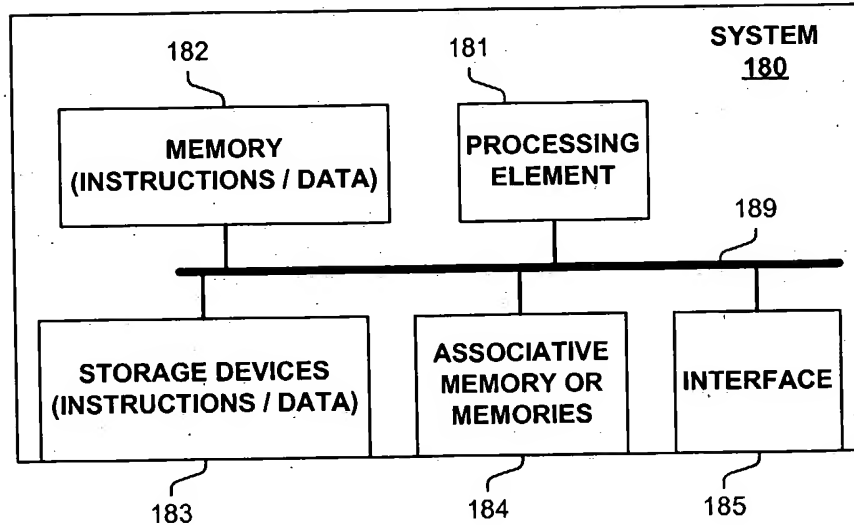 182
181
SYSTEM
180
MEMORY
(INSTRUCTIONS / DATA)
PROCESSING
ELEMENT
189
STORAGE DEVICES
(INSTRUCTIONS / DATA)
ASSOCIATIVE
MEMORY OR
MEMORIES
INTERFACE
183
184
185